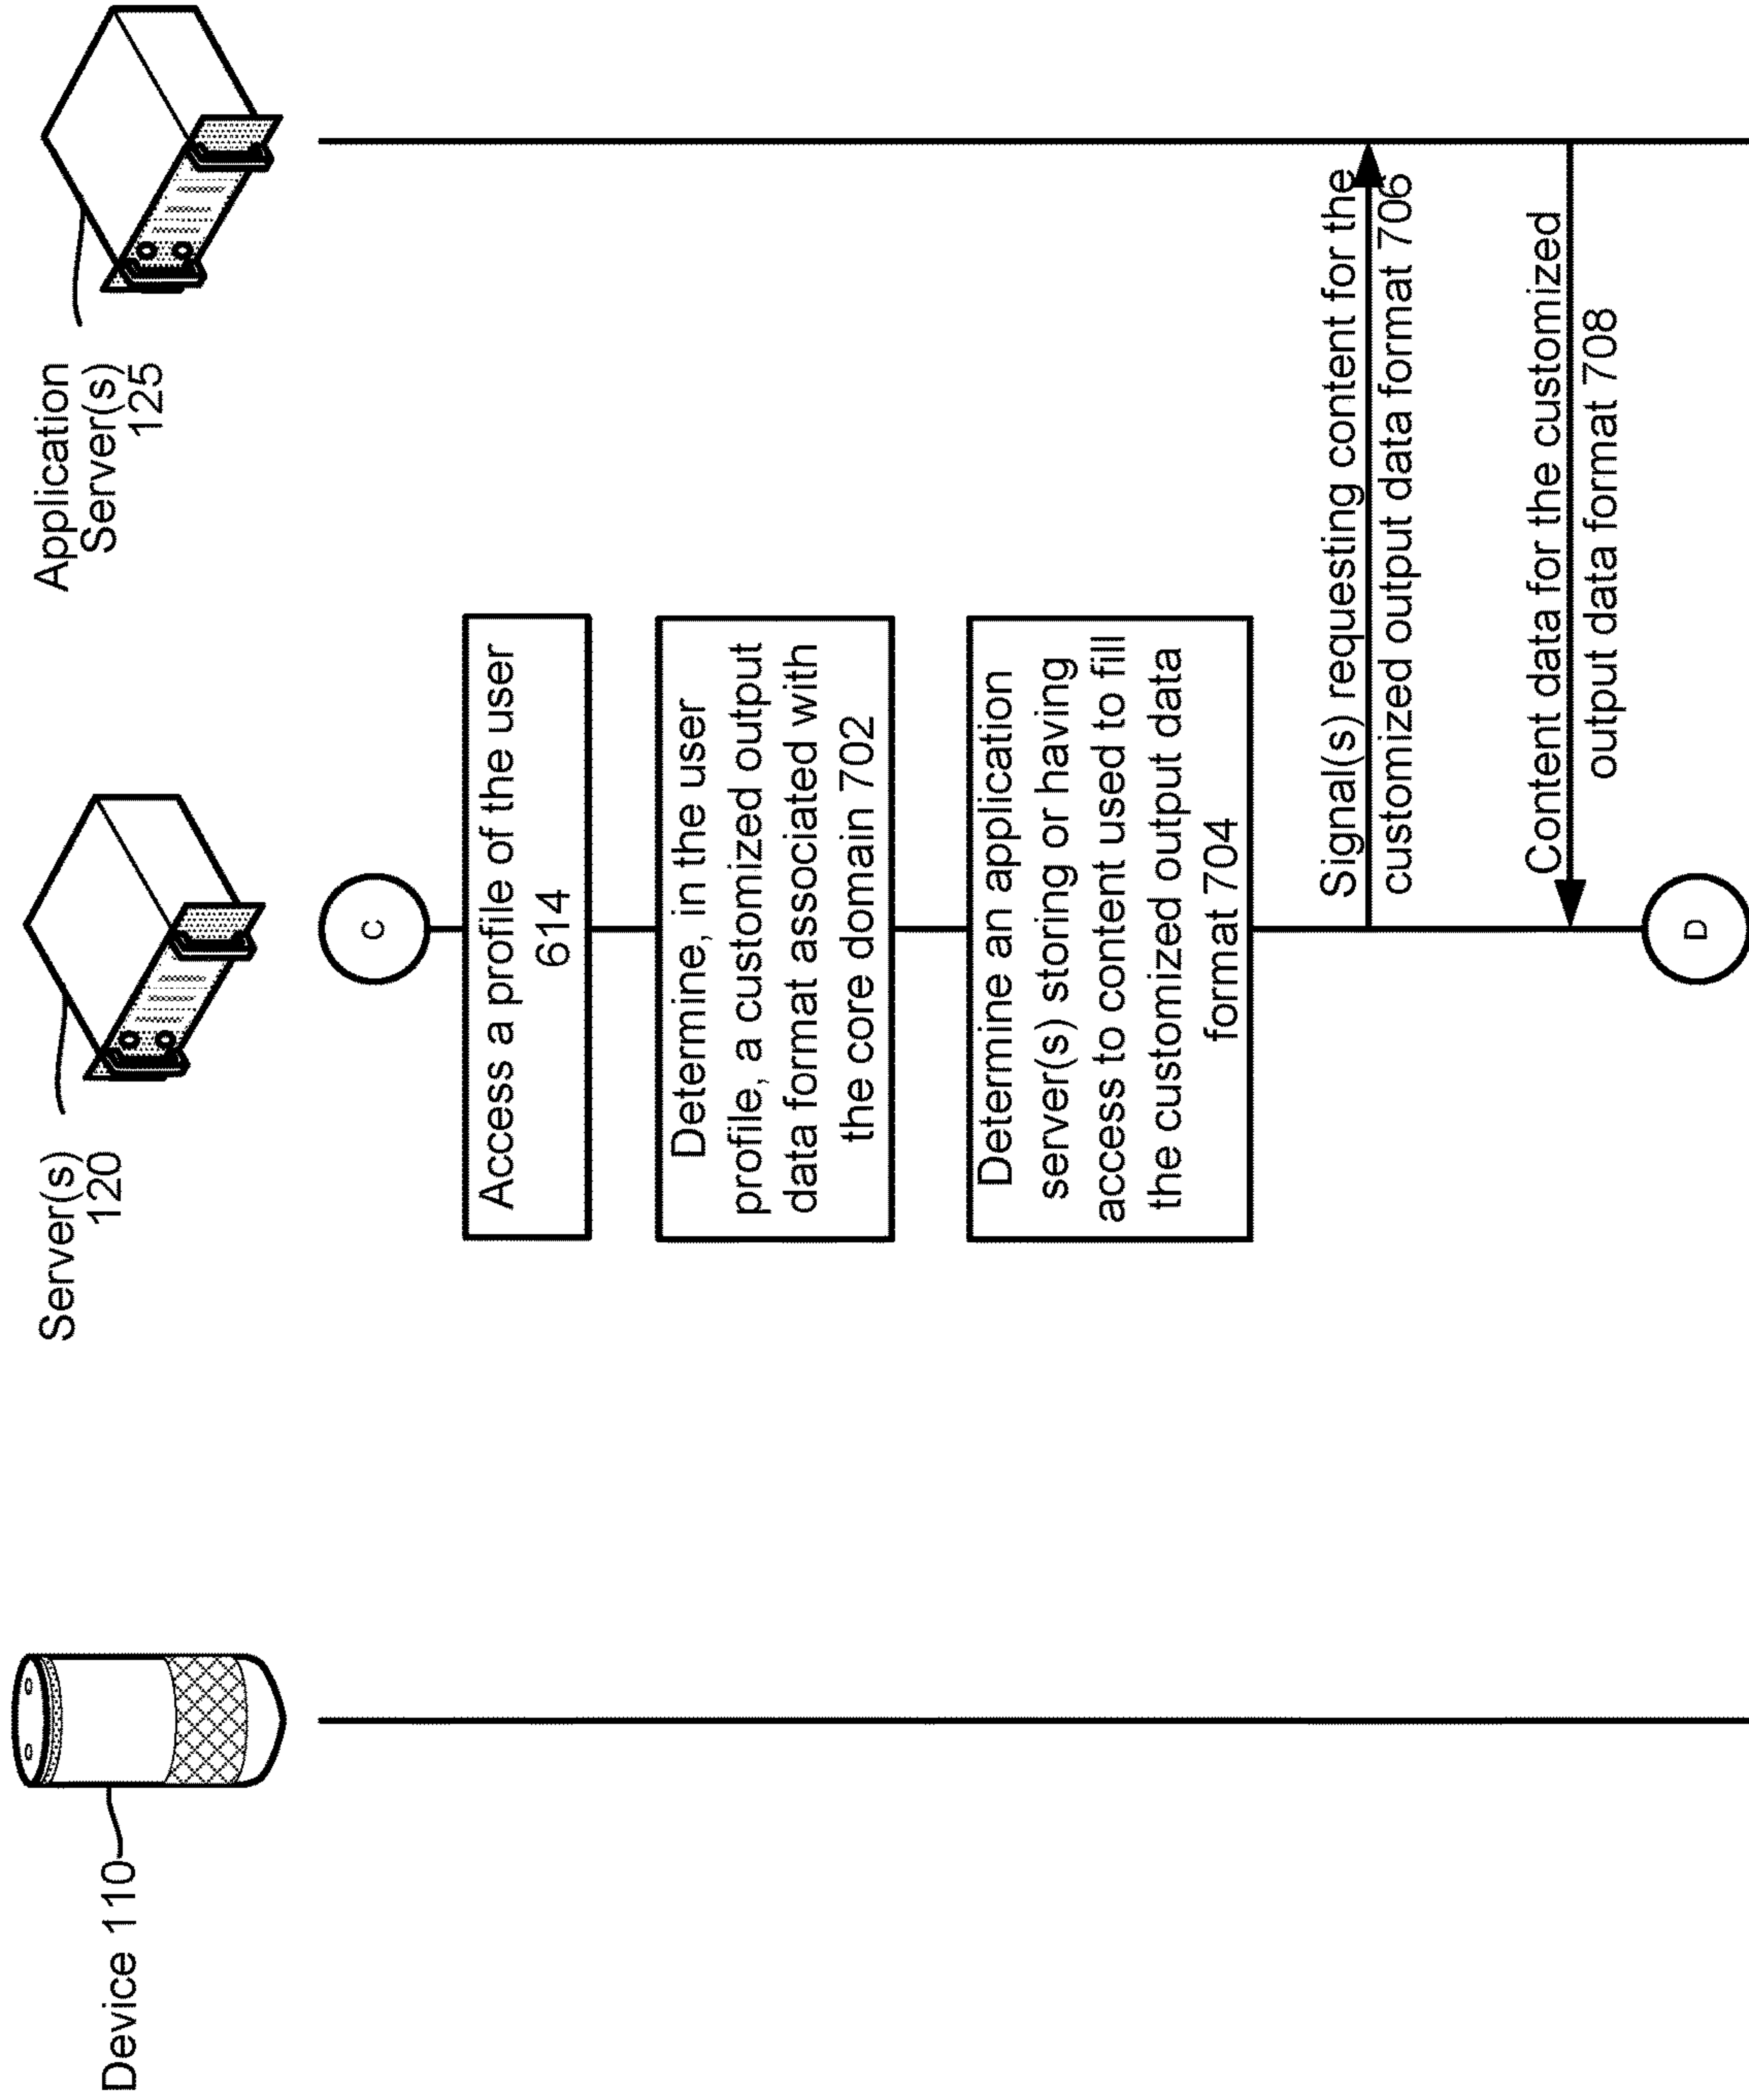 Device 110
Server(s)
120
Application
Server(s)
125
C
Access a profile of the user
614
Determine, in the user
profile, a customized output
data format associated with
the core domain 702
Determine an application
server(s) storing or having
access to content used to fill
the customized output data
format 704
Signal(s) requesting content for the
customized output data format 706
Content data for the customized
output data format 708
D